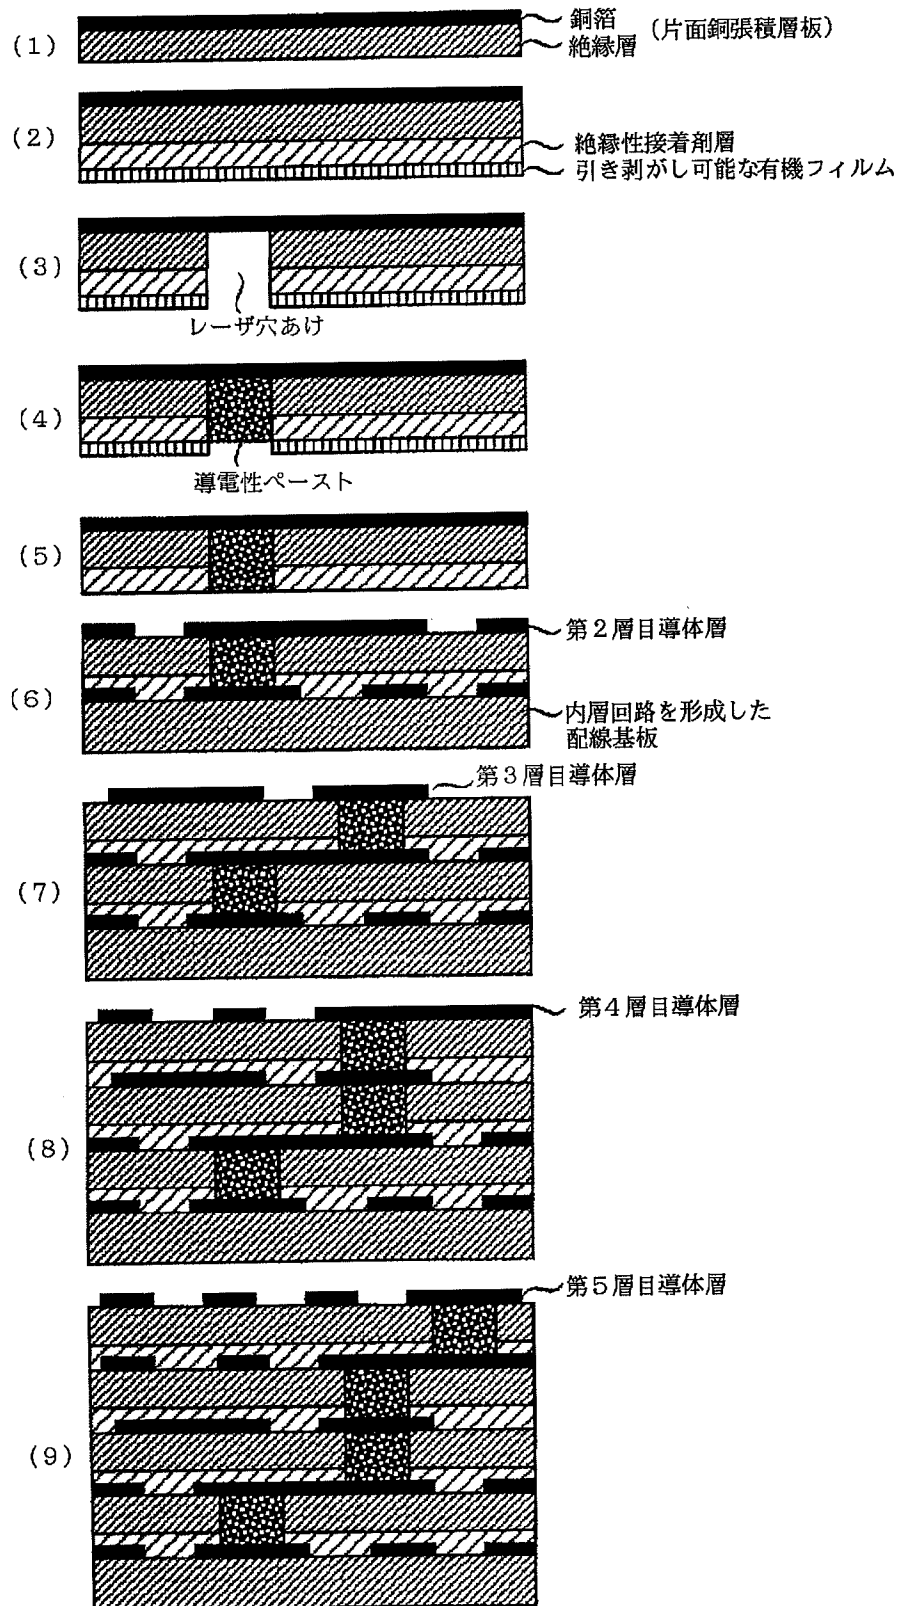 (1)
銅箔
絶縁層
(片面銅張積層板)
(2)
絶縁性接着剤層
引き剥がし可能な有機フィルム
(3)
レーザ穴あけ
(4)
導電性ペースト
(5)
(6)
第2層目導体層
内層回路を形成した
配線基板
第3層目導体層
(7)
第4層目導体層
(8)
第5層目導体層
(9)